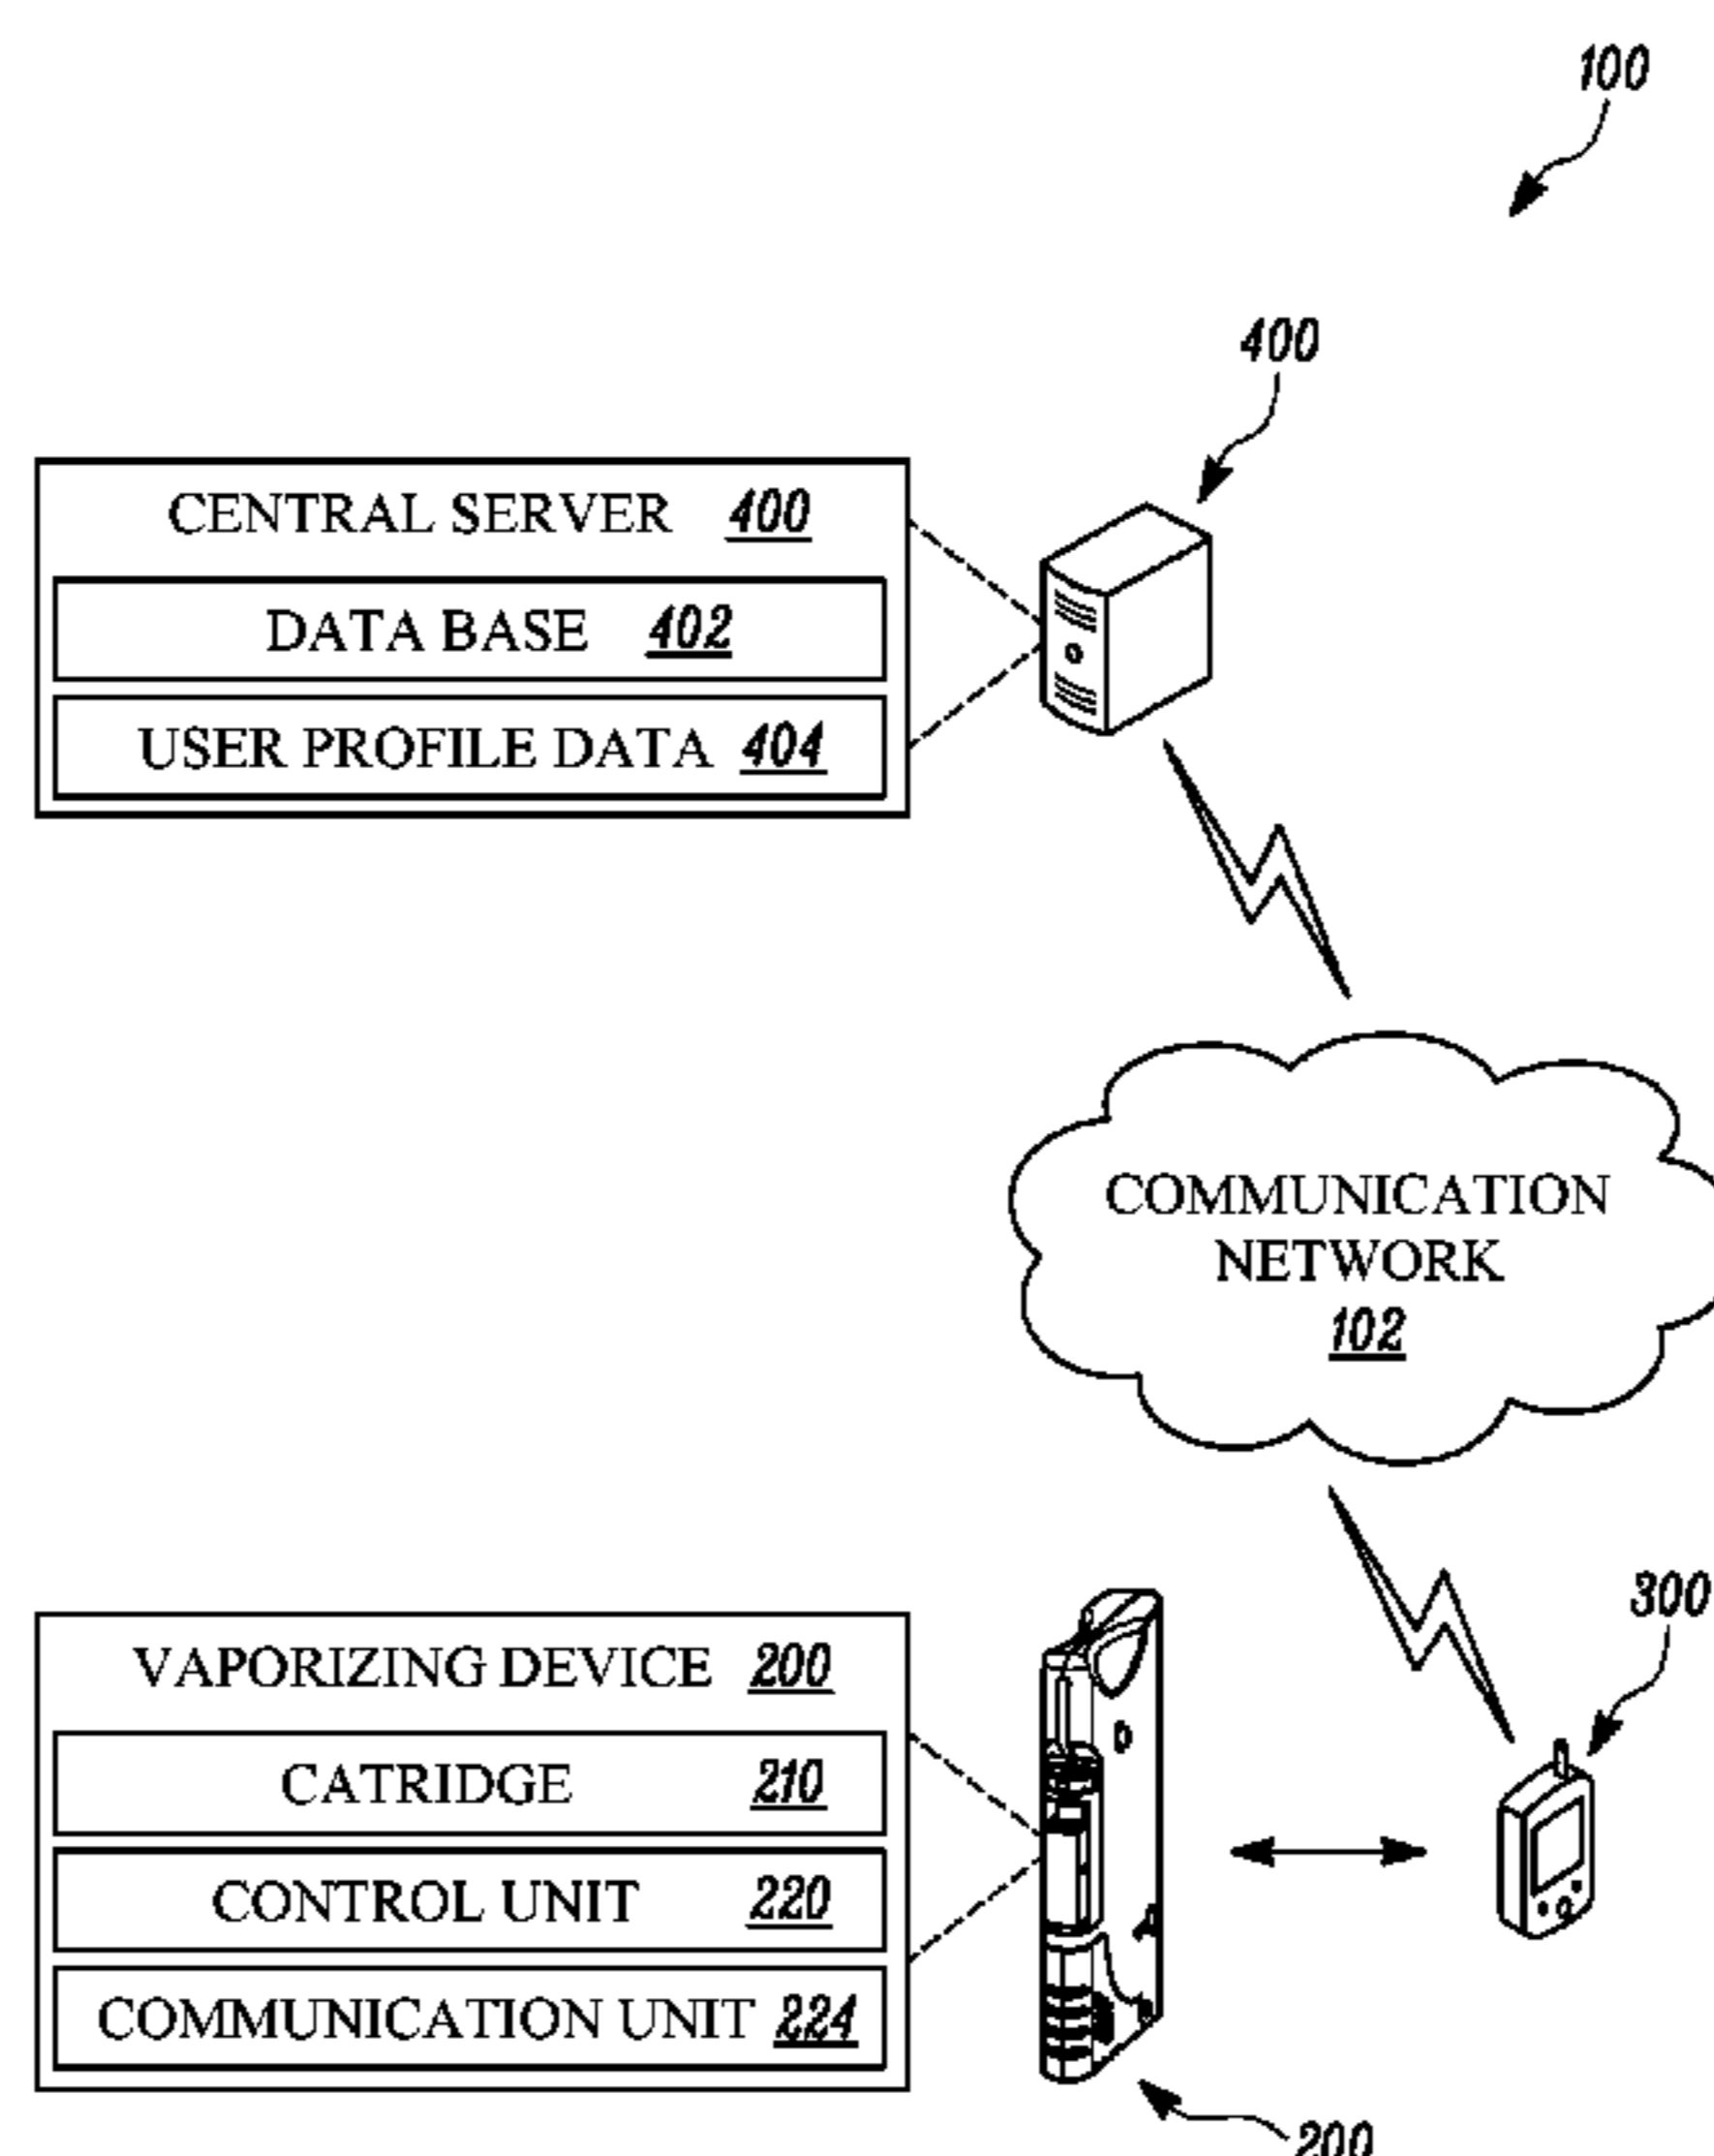 100
400
CENTRAL SERVER 400
DATA BASE 402
USER PROFILE DATA 404
COMMUNICATION
NETWORK
102
300
VAPORIZING DEVICE 200
CATRIDGE 210
CONTROL UNIT 220
COMMUNICATION UNIT 224
200